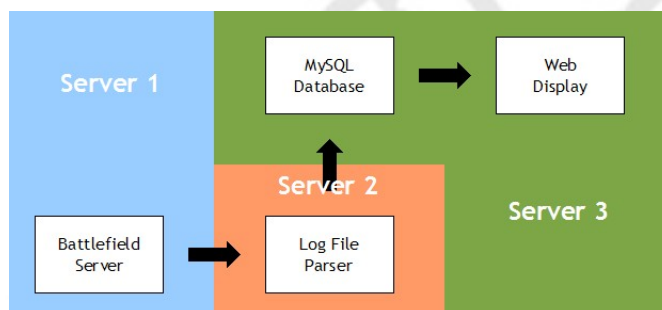 Server 1
MySQL
Database
Web
Display
Server 2
Server 3
Battlefield
Server
Log File
Parser